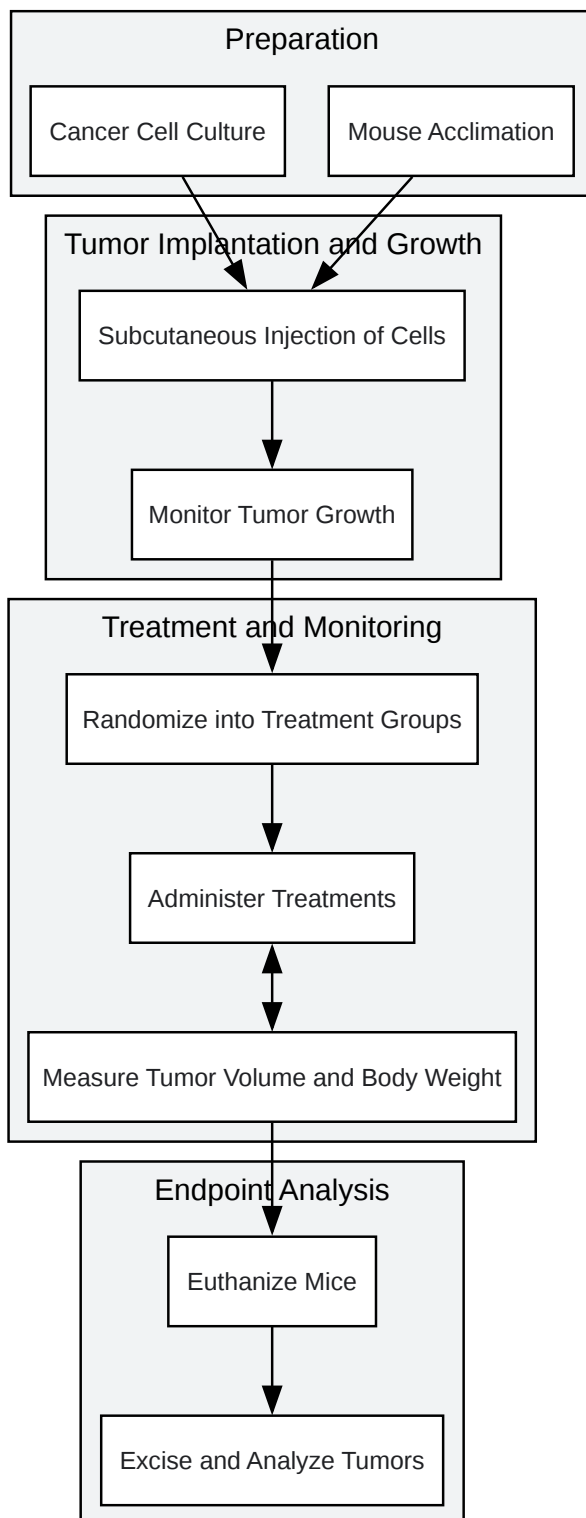 Preparation
Cancer Cell Culture
Mouse Acclimation
Tumor Implantation and Growth
Subcutaneous Injection of Cells
Monitor Tumor Growth
Treatment and Monitoring
Randomize into Treatment Groups
Administer Treatments
Measure Tumor Volume and Body Weight
Endpoint Analysis
Euthanize Mice
Excise and Analyze Tumors